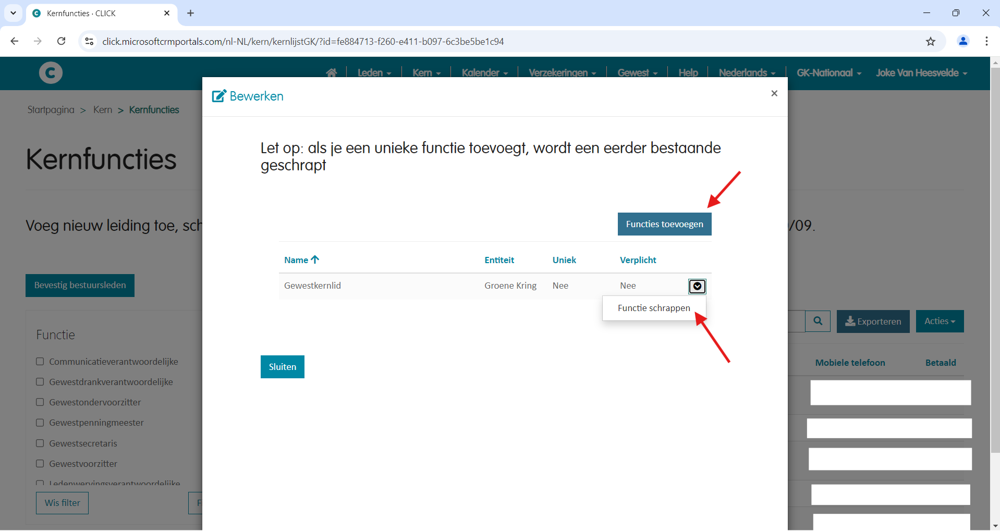 Kernfuncties · CLICK
click.microsoftcrmportals.com/nl-NL/kern/kernlijstGK/?id=fe884713-f260-e411-b097-6c3be5be1c94
C
Leden
Kern
Kalender
Verzekeringen
Gewest
Help
Nederlands
GK-Nationaal
Joke Van Heesvelde
Startpagina > Kern > Kernfuncties
Kernfuncties
Voeg nieuw leiding toe, sch
/09.
Bevestig bestuursleden
Functie
Communicatieverantwoordelijke
Gewestdrankverantwoordelijke
Gewestondervoorzitter
Gewestpenningmeester
Gewestsecretaris
Gewestvoorzitter
Ledenwervingsverantwoordelijke
Wis filter
F
Bewerken
×
Let op: als je een unieke functie toevoegt, wordt een eerder bestaande
geschrapt
Functies toevoegen
Name Entiteit Uniek Verplicht
Gewestkernlid Groene Kring Nee Nee
Functie schrappen
Sluiten
Exporteren
Acties
Mobiele telefoon Betaald